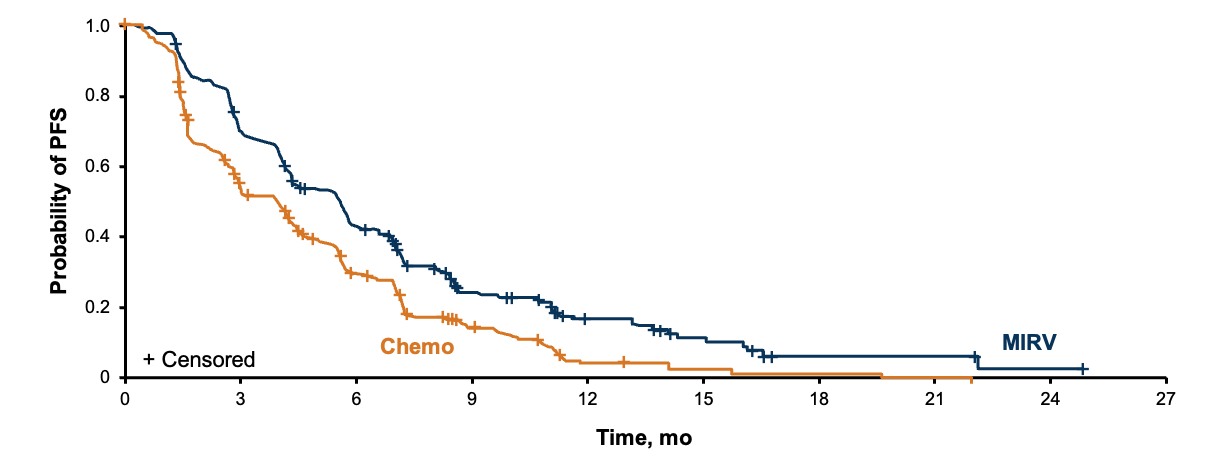 Probability of PFS
1.0
0.8
0.6
0.4
0.2
0
+ Censored
Chemo
MIRV
0 3 6 9 12 15 18 21 24 27
Time, mo